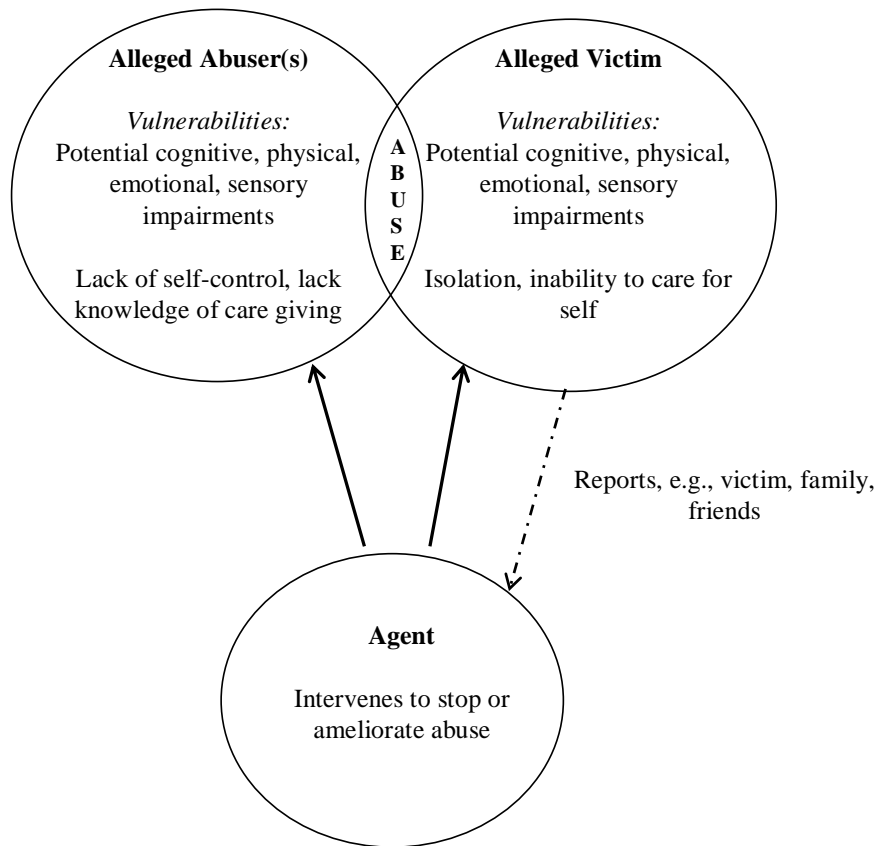 Alleged Abuser(s)
Vulnerabilities:
Potential cognitive, physical,
emotional, sensory
impairments
Lack of self-control, lack
knowledge of care giving
A
B
U
S
E
Alleged Victim
Vulnerabilities:
Potential cognitive, physical,
emotional, sensory
impairments
Isolation, inability to care for
self
Reports, e.g., victim, family,
friends
Agent
Intervenes to stop or
ameliorate abuse